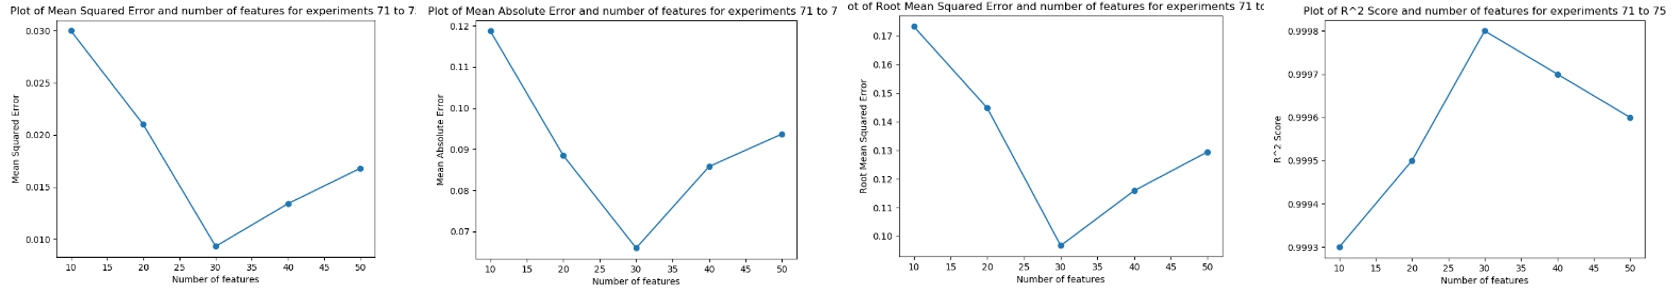 Plot of Mean Squared Error and number of features for experiments 71 to 7
0.030
0.025
0.020
0.015
0.010
Mean Squared Error
10 15 20 25 30 35 40 45 50
Number of features
Plot of Mean Absolute Error and number of features for experiments 71 to 7
0.12
0.11
0.10
0.09
0.08
0.07
Mean Absolute Error
10 15 20 25 30 35 40 45 50
Number of features
ot of Root Mean Squared Error and number of features for experiments 71 to
0.17
0.16
0.15
0.14
0.13
0.12
0.11
0.10
Root Mean Squared Error
10 15 20 25 30 35 40 45 50
Number of features
Plot of R^2 Score and number of features for experiments 71 to 75
0.9998
0.9997
0.9996
0.9995
0.9994
0.9993
R^2 Score
10 15 20 25 30 35 40 45 50
Number of features